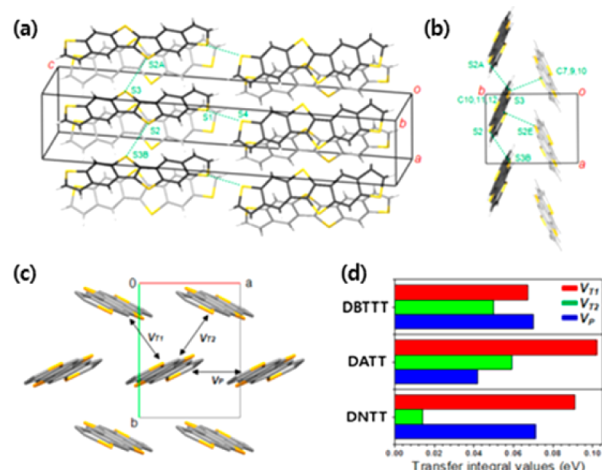 (a)
c
S2A
S3
S1
S4
S2
S3B
o
b
a
(b)
S2A
C7,9,10
b
o
C10,11,12
S3
S2
S2E
S3B
a
(c)
0
a
V_T1
V_T2
V_P
b
(d)
V_T1
V_T2
V_P
DBTTT
DATT
DNTT
0.00 0.02 0.04 0.06 0.08 0.10
Transfer integral values (eV)